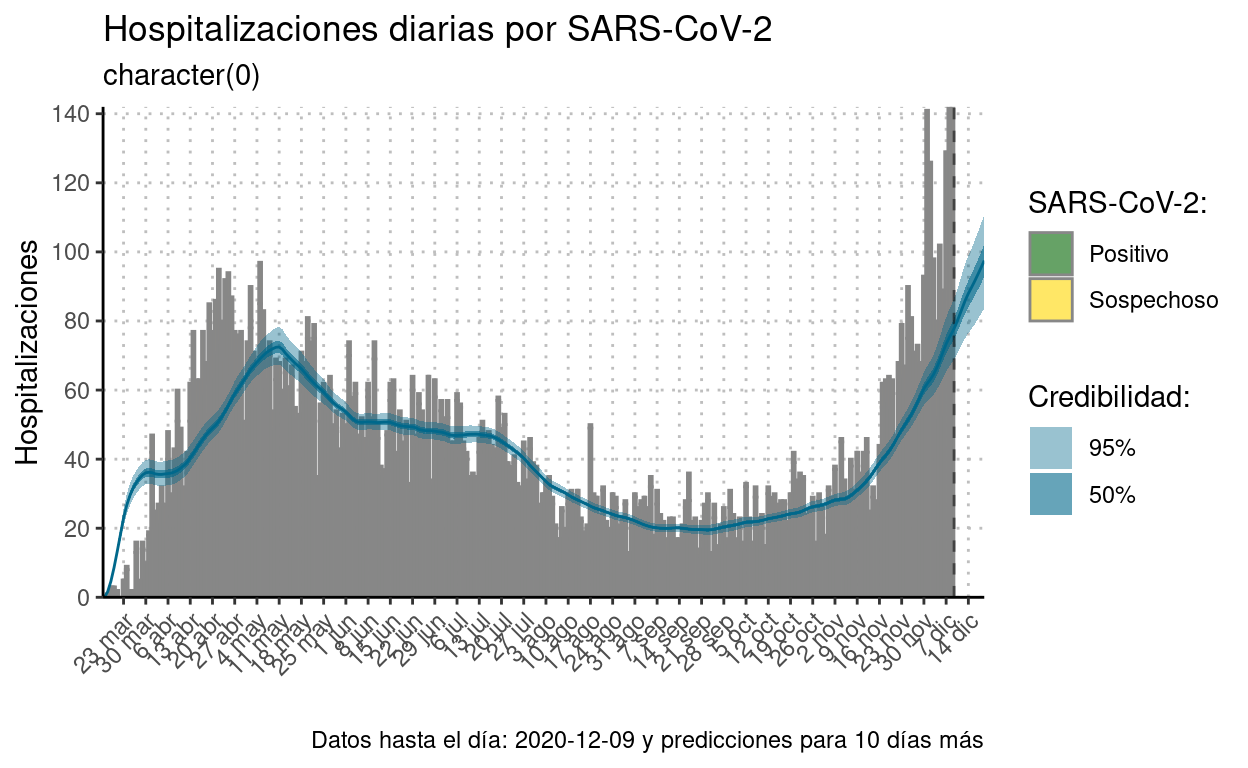 Hospitalizaciones diarias por SARS-CoV-2
character(0)
Hospitalizaciones
140
120
100
80
60
40
20
0
23 mar
30 mar
6 abr
13 abr
20 abr
27 abr
4 may
11 may
18 may
25 may
1 jun
8 jun
15 jun
22 jun
29 jun
6 jul
13 jul
20 jul
27 jul
3 ago
10 ago
17 ago
24 ago
31 ago
7 sep
14 sep
21 sep
28 sep
5 oct
12 oct
19 oct
26 oct
2 nov
9 nov
16 nov
23 nov
30 nov
7 dic
14 dic
SARS-CoV-2:
Positivo
Sospechoso
Credibilidad:
95%
50%
Datos hasta el día: 2020-12-09 y predicciones para 10 días más